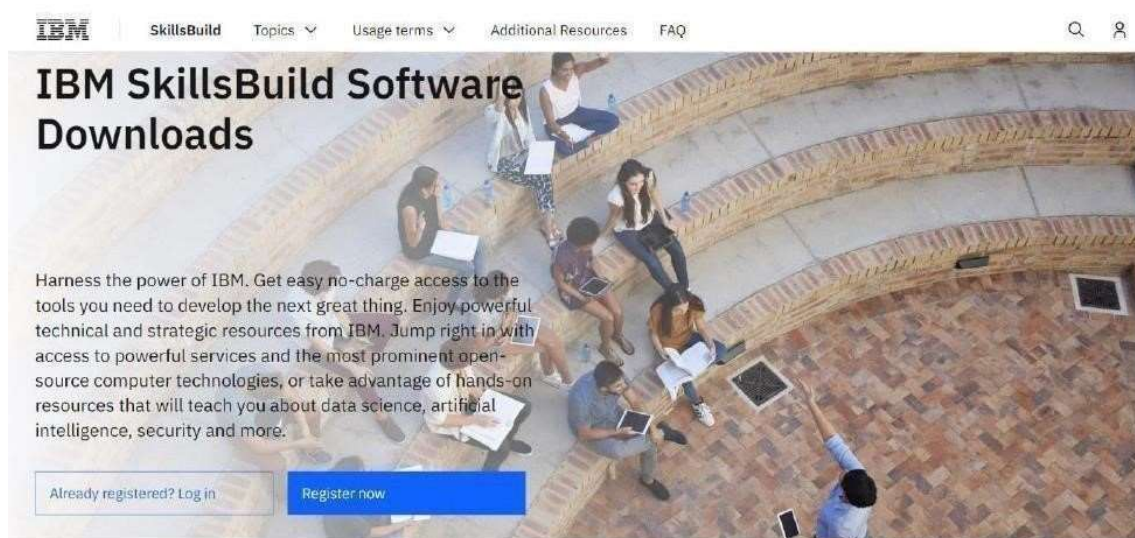 IBM SkillsBuild Topics Usage terms Additional Resources FAQ
IBM SkillsBuild Software
Downloads
Harness the power of IBM. Get easy no-charge access to the
tools you need to develop the next great thing. Enjoy powerful
technical and strategic resources from IBM. Jump right in with
access to powerful services and the most prominent open-
source computer technologies, or take advantage of hands-on
resources that will teach you about data science, artificial
intelligence, security and more.
Already registered? Log in Register now